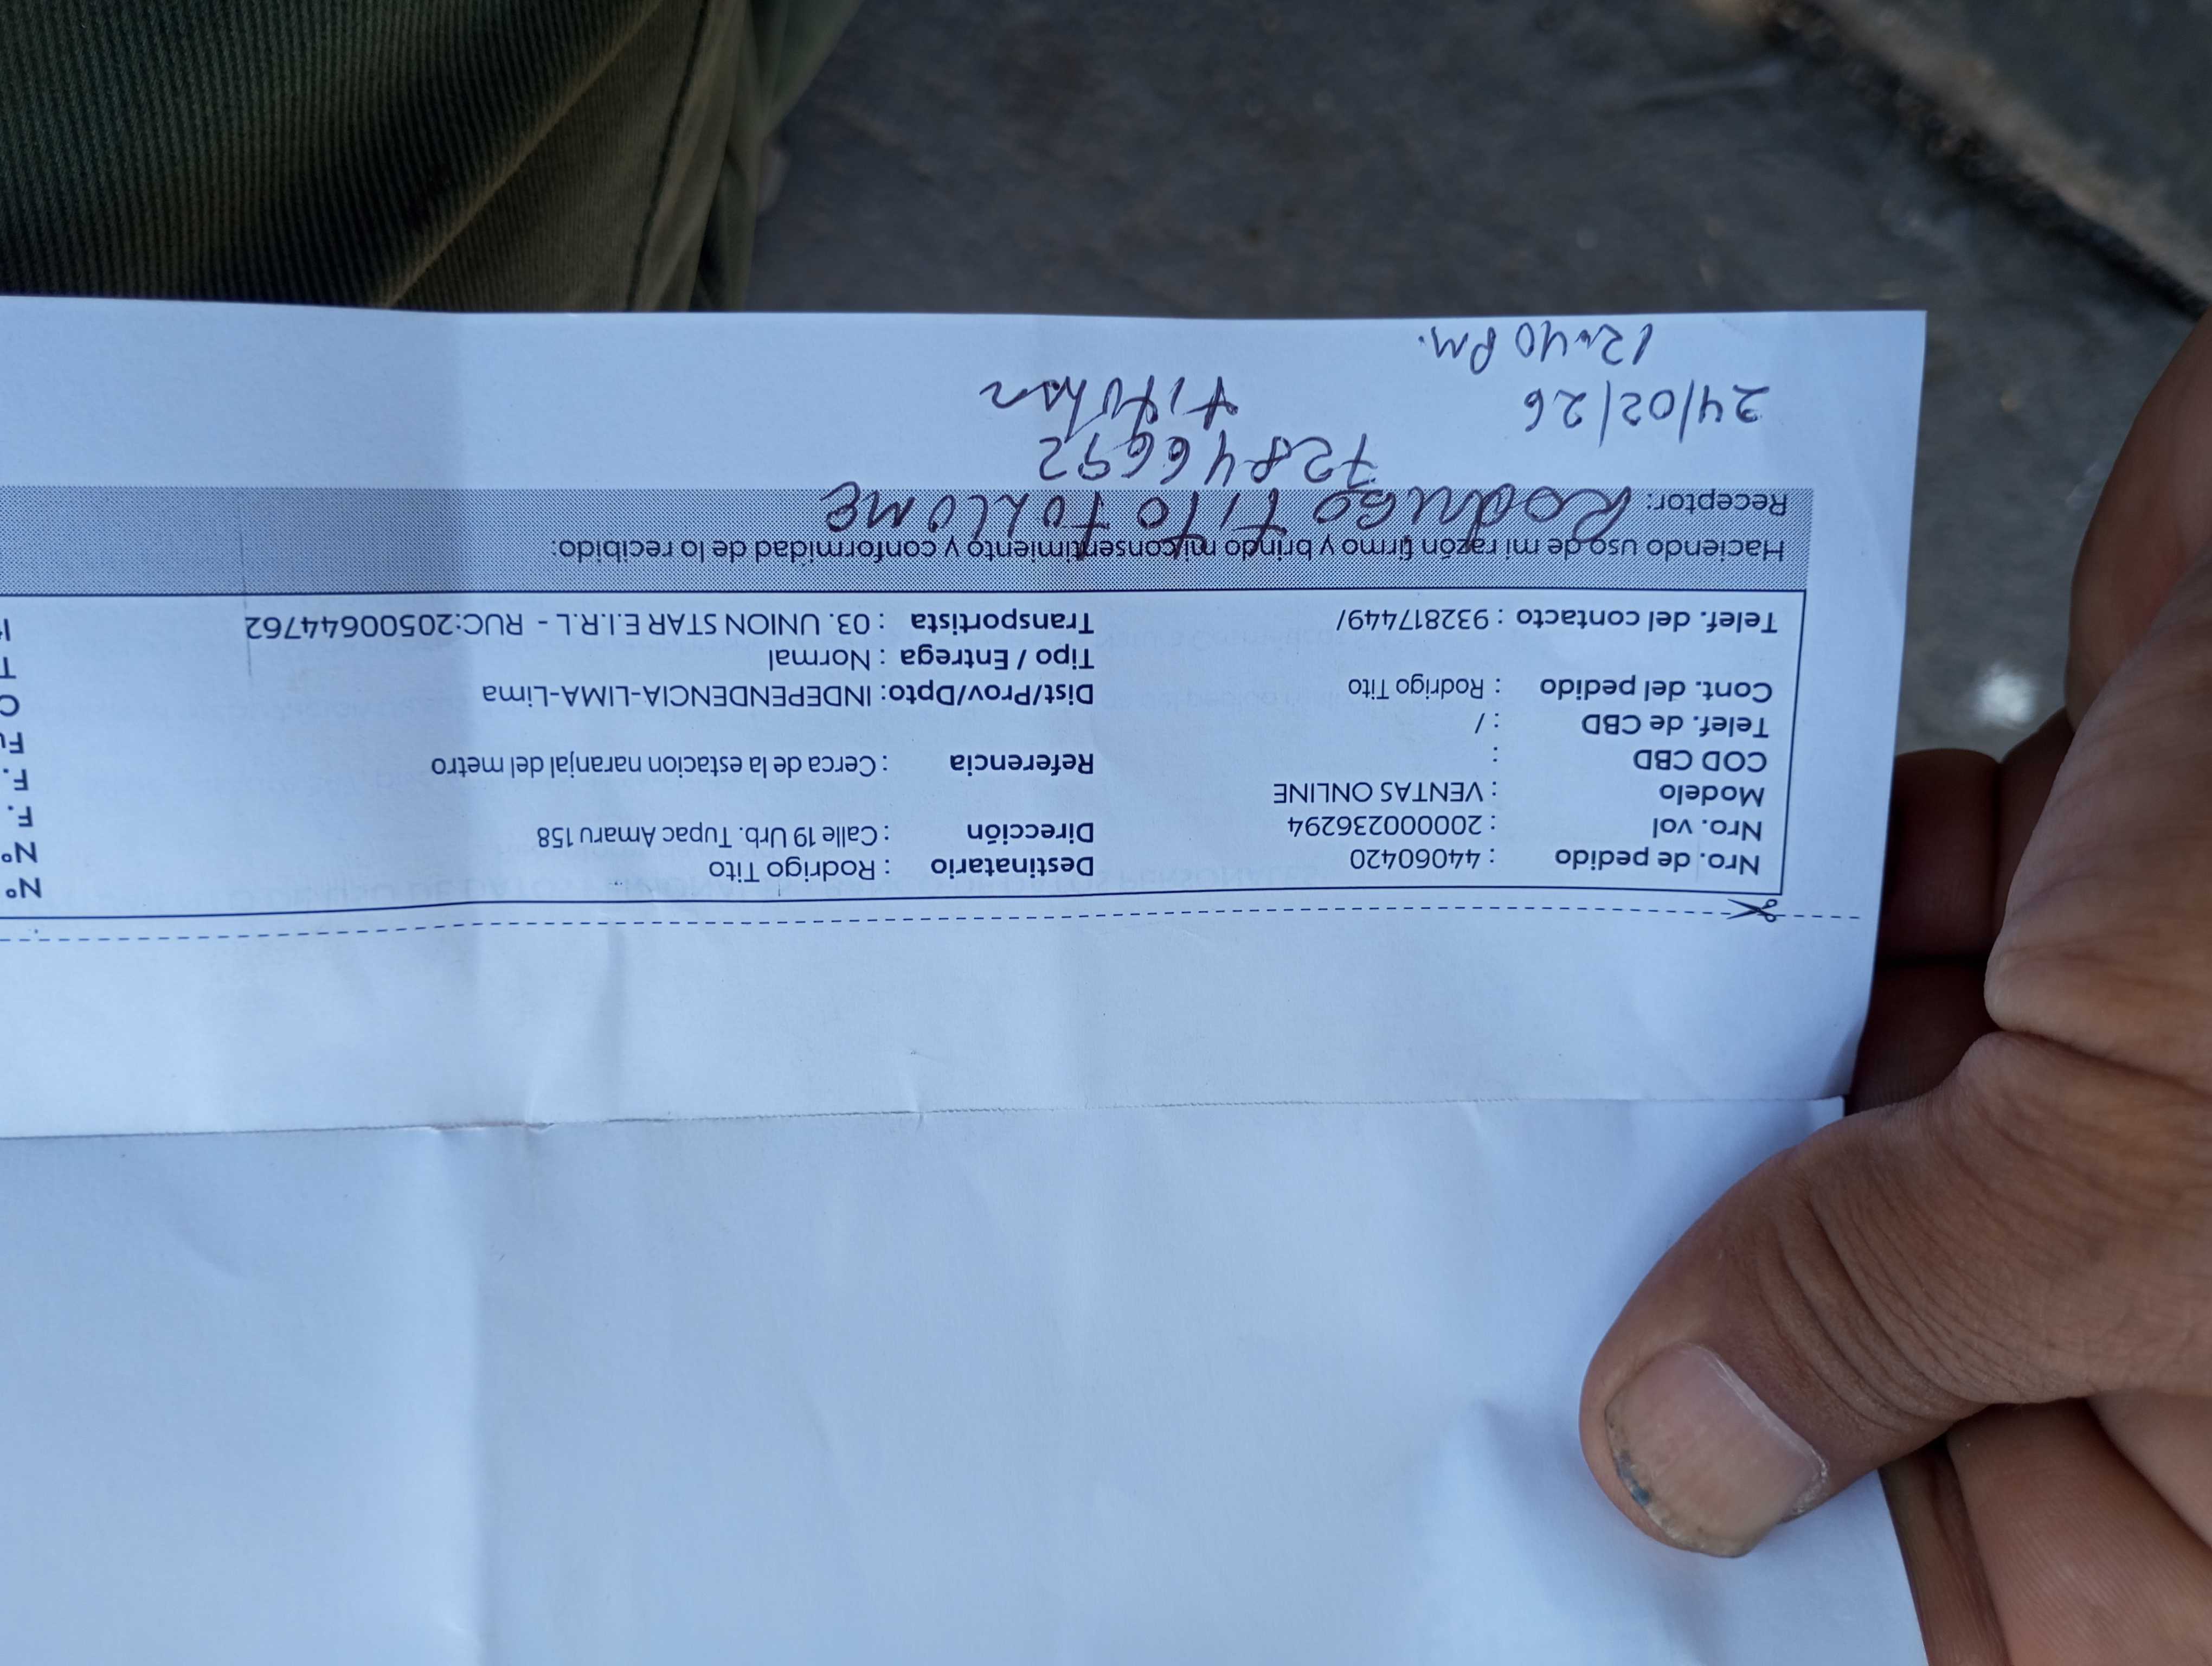 Nro. de pedido : 44060420 Destinatario : Rodrigo Tito Nº
Nro. vol : 200000236294 Dirección : Calle 19 Urb. Tupac Amaru 158 Nº
Modelo : VENTAS ONLINE F.
COD CBD : Referencia : Cerca de la estacion naranjal del metro F.
Telef. de CBD : /
Cont. del pedido : Rodrigo Tito Dist/Prov/Dpto: INDEPENDENCIA-LIMA-Lima
Tipo / Entrega : Normal
Telef. del contacto : 932817449/ Transportista : 03. UNION STAR E.I.R.L - RUC:20500644762
Haciendo uso de mi razón firmo y brindo mi consentimiento y conformidad de lo recibido:
Receptor: Rodrigo Tito
72846692
24/02/26
12:40 Pm.